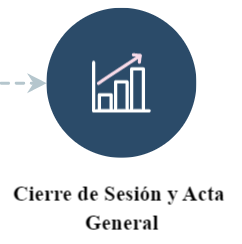 Cierre de Sesión y Acta
General